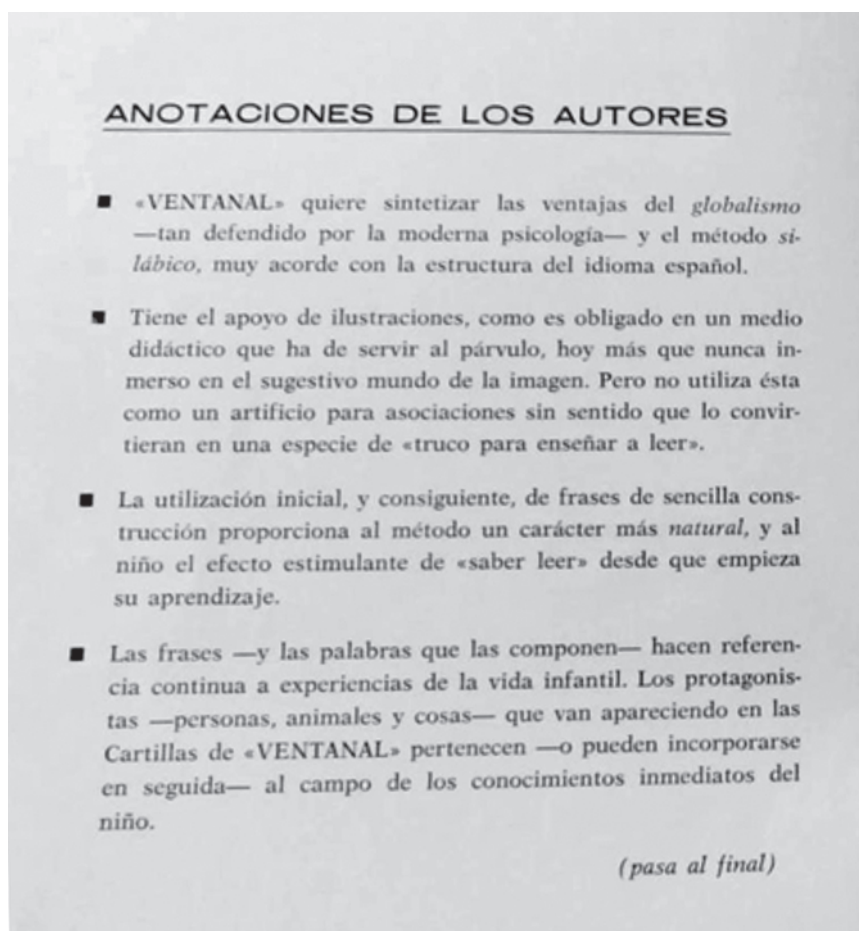 ANOTACIONES DE LOS AUTORES
■ «VENTANAL» quiere sintetizar las ventajas del globalismo
—tan defendido por la moderna psicología— y el método si-
lábico, muy acorde con la estructura del idioma español.
■ Tiene el apoyo de ilustraciones, como es obligado en un medio
didáctico que ha de servir al párvulo, hoy más que nunca in-
merso en el sugestivo mundo de la imagen. Pero no utiliza ésta
como un artificio para asociaciones sin sentido que lo convir-
tieran en una especie de «truco para enseñar a leer».
■ La utilización inicial, y consiguiente, de frases de sencilla cons-
trucción proporciona al método un carácter más natural, y al
niño el efecto estimulante de «saber leer» desde que empieza
su aprendizaje.
■ Las frases —y las palabras que las componen— hacen referen-
cia continua a experiencias de la vida infantil. Los protagonis-
tas —personas, animales y cosas— que van apareciendo en las
Cartillas de «VENTANAL» pertenecen —o pueden incorporarse
en seguida— al campo de los conocimientos inmediatos del
niño.
(pasa al final)